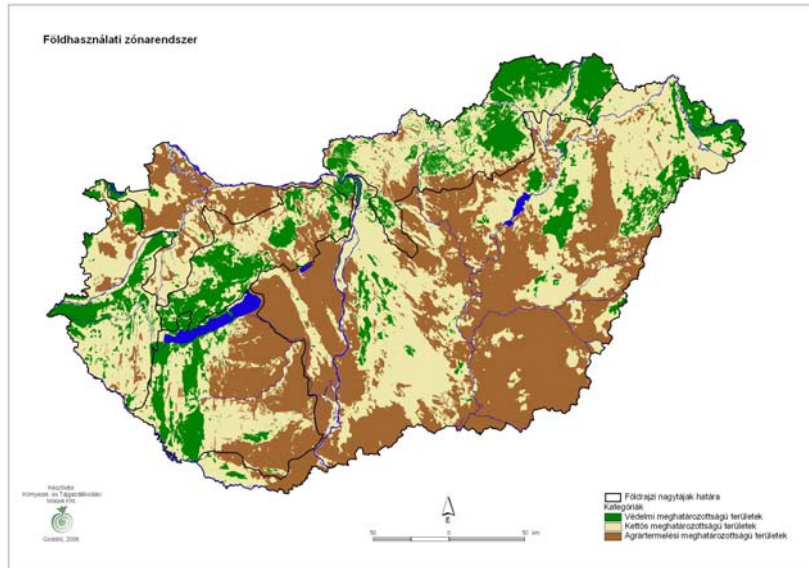 Földhasználati zónarendszer
Készítette
Környezet- és Tájgazdálkodási
Kft.
Gödöllő, 2006
É
50 0 50 km
Földrajzi nagytájak határa
Kategóriák
Védelmi meghatározottságú területek
Kettős meghatározottságú területek
Agrártermelési meghatározottságú területek